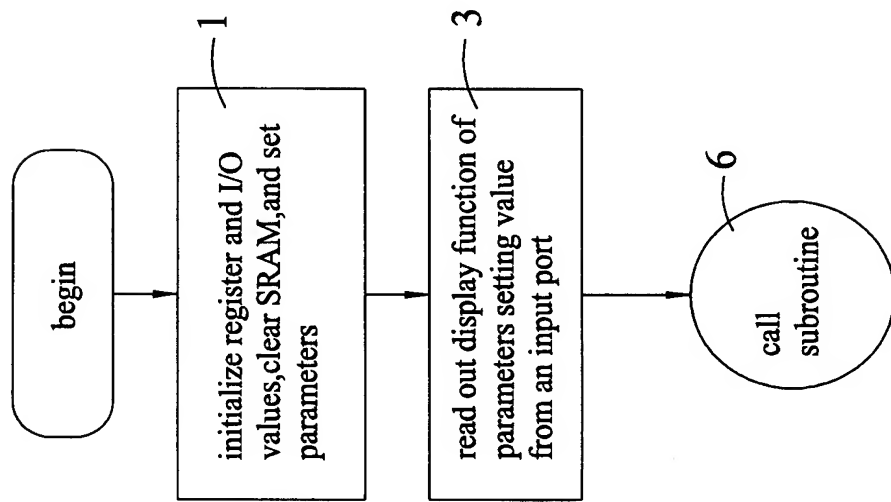 begin
1
initialize register and I/O
values,clear SRAM,and set
parameters
3
read out display function of
parameters setting value
from an input port
6
call
subroutine